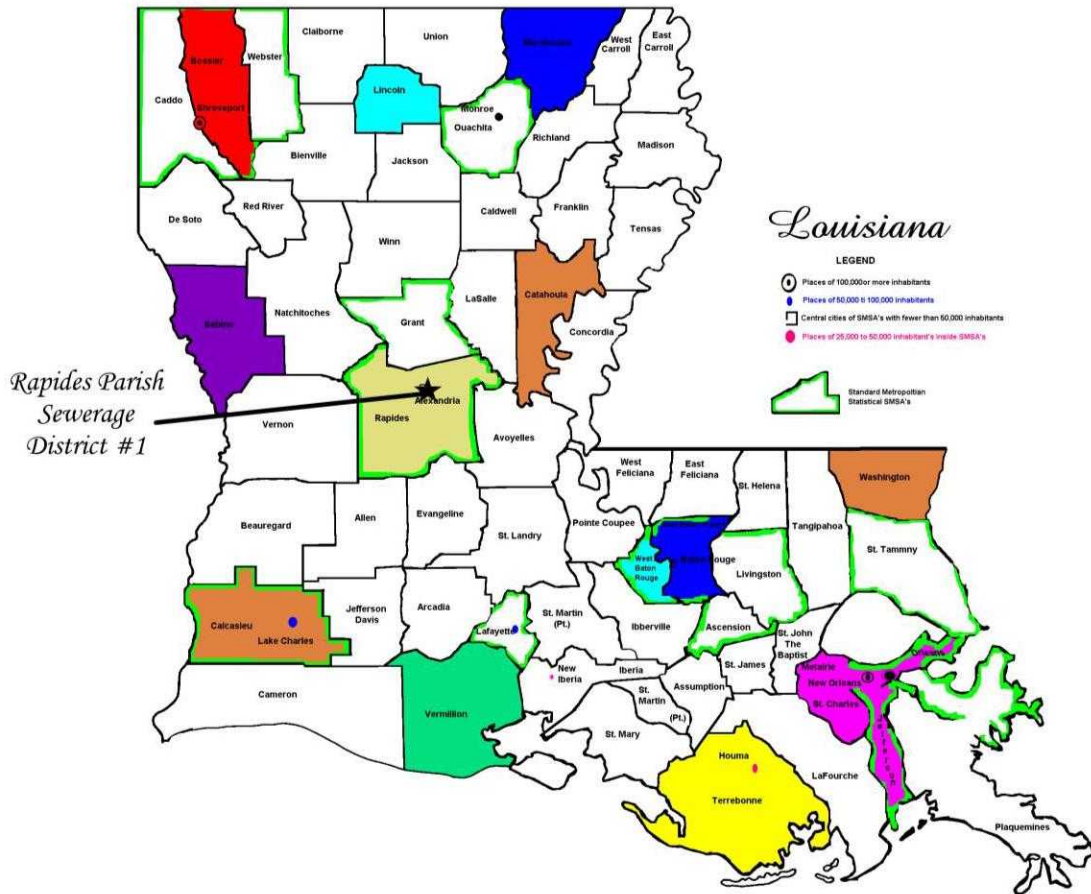 Claiborne
Union
West
Carroll
East
Carroll
Morehouse
Bossier
Webster
Caddo
Shreveport
Lincoln
Monroe
Ouachita
Richland
Madison
Bienville
Jackson
De Soto
Red River
Caldwell
Franklin
Tensas
Winn
Natchitoches
Sabine
Grant
LaSalle
Catahoula
Concordia
Louisiana
LEGEND
Places of 100,000or more inhabitants
Places of 50,000 ti 100,000 inhabitants
Central cities of SMSA's with fewer than 50,000 inhabitants
Places of 25,000 to 50,000 inhabitant's inside SMSA's
Standard Metropoltian
Statistical SMSA's
Rapides Parish
Sewerage
District #1
Alexandria
Rapides
Vernon
Avoyelles
West
Feliciana
East
Feliciana
St. Helena
Washington
Beauregard
Allen
Evangeline
St. Landry
Pointe Coupee
Tangipahoa
St. Tammny
West
Baton
Rouge
Rouge
Livingston
Calcasieu
Lake Charles
Jefferson
Davis
Arcadia
Lafayette
St. Martin
(Pt.)
Ibberville
Ascension
St. John
The
Baptist
Orleans
Metairie
New Orleans
St. Charles
Jefferson
Cameron
Vermillion
New
Iberia
Iberia
St. Martin
(Pt.)
Assumption
St. James
St. Mary
Houma
Terrebonne
LaFourche
Plaquemines